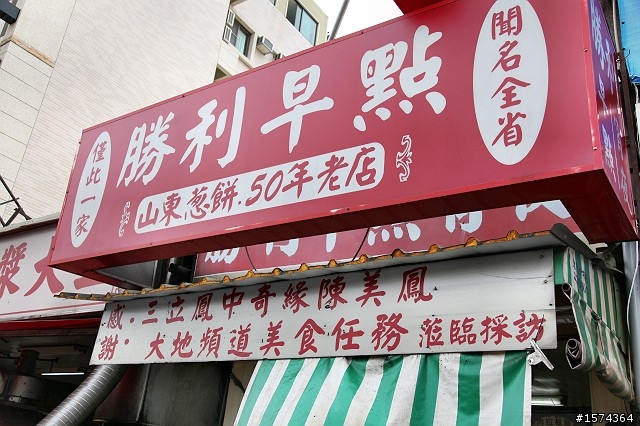 僅此一家
勝利早點
山東葱餅.50年老店
聞名全省
感:三立鳳中奇緣陳美鳳
謝:大地頻道美食任務 蒞臨採訪
#1574364